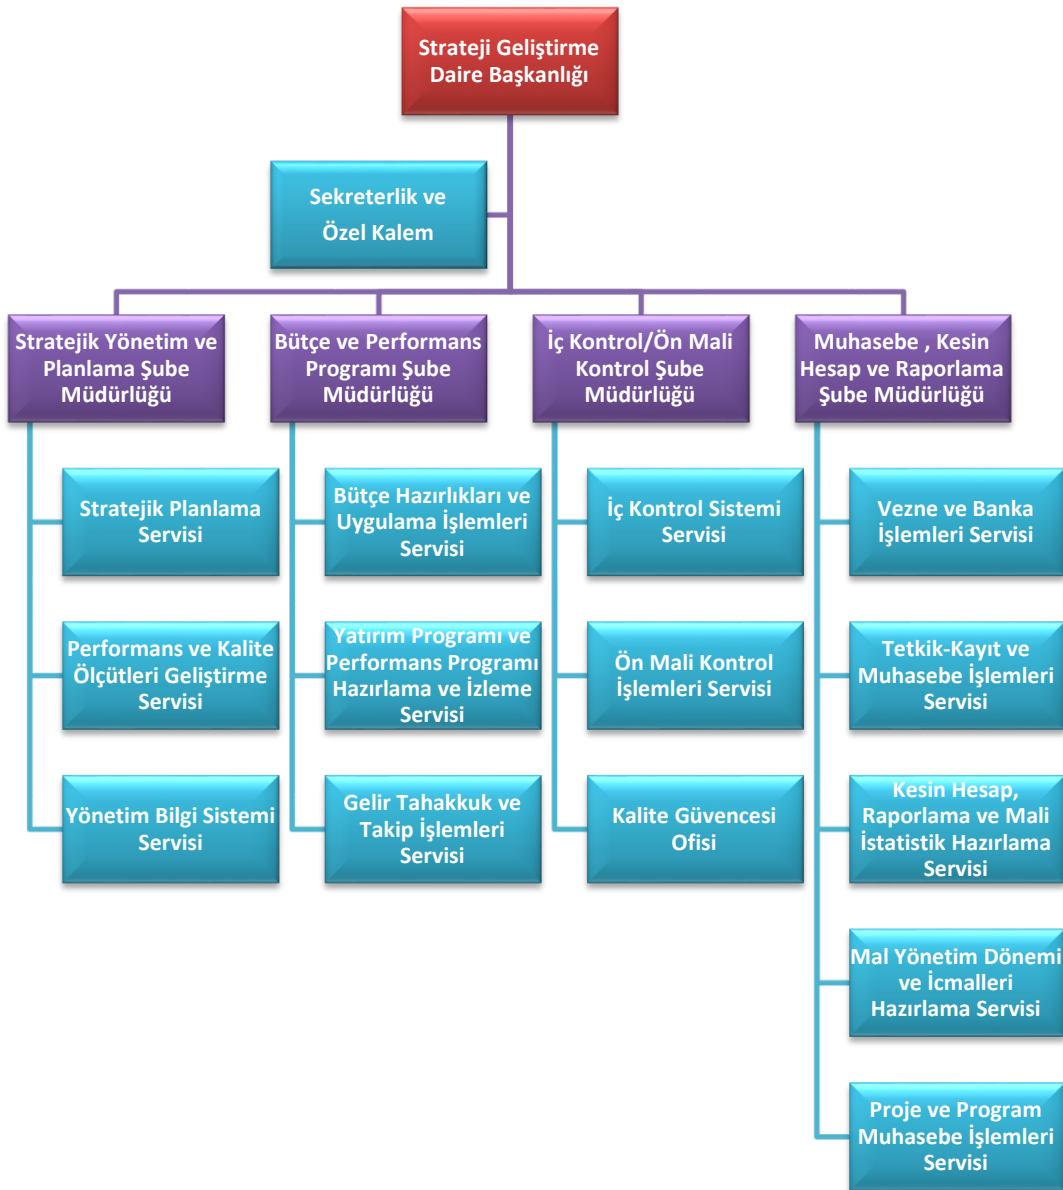 Strateji Geliştirme
Daire Başkanlığı
Sekreterlik ve
Özel Kalem
Stratejik Yönetim ve
Planlama Şube
Müdürlüğü
Stratejik Planlama
Servisi
Performans ve Kalite
Ölçütleri Geliştirme
Servisi
Yönetim Bilgi Sistemi
Servisi
Bütçe ve Performans
Programı Şube
Müdürlüğü
Bütçe Hazırlıkları ve
Uygulama İşlemleri
Servisi
Yatırım Programı ve
Performans Programı
Hazırlama ve İzleme
Servisi
Gelir Tahakkuk ve
Takip İşlemleri
Servisi
İç Kontrol/Ön Mali
Kontrol Şube
Müdürlüğü
İç Kontrol Sistemi
Servisi
Ön Mali Kontrol
İşlemleri Servisi
Kalite Güvencesi
Ofisi
Muhasebe , Kesin
Hesap ve Raporlama
Şube Müdürlüğü
Vezne ve Banka
İşlemleri Servisi
Tetkik-Kayıt ve
Muhasebe İşlemleri
Servisi
Kesin Hesap,
Raporlama ve Mali
İstatistik Hazırlama
Servisi
Mal Yönetim Dönemi
ve İcmalleri
Hazırlama Servisi
Proje ve Program
Muhasebe İşlemleri
Servisi